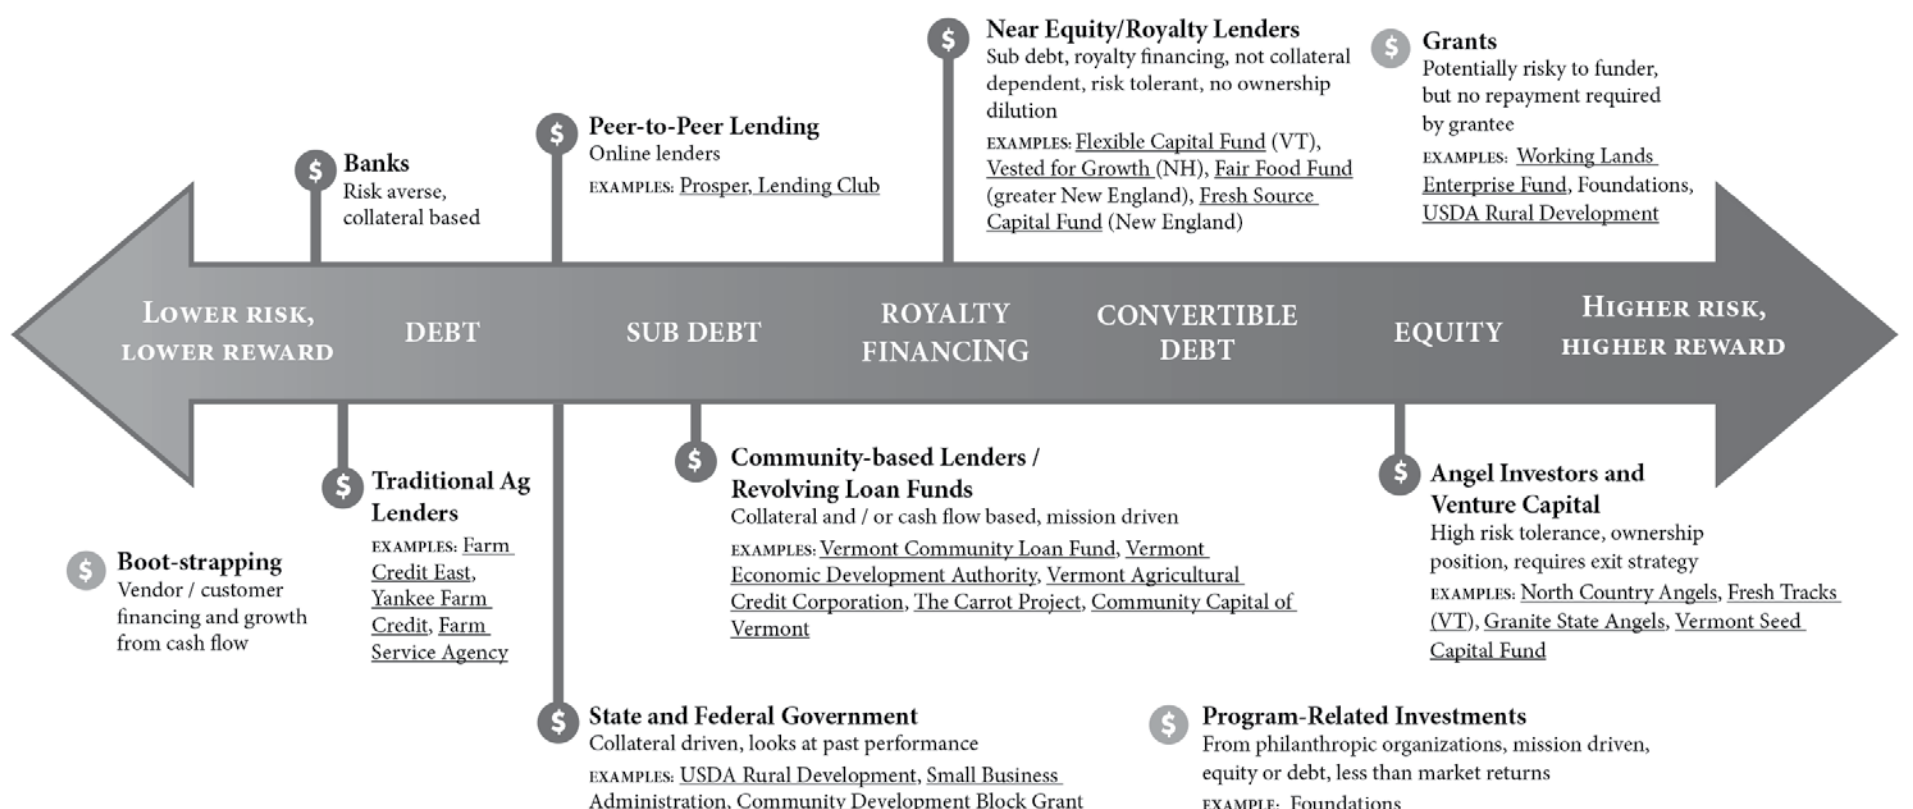 Near Equity/Royalty Lenders
Sub debt, royalty financing, not collateral
dependent, risk tolerant, no ownership
dilution
EXAMPLES: Flexible Capital Fund (VT),
Vested for Growth (NH), Fair Food Fund
(greater New England), Fresh Source
Capital Fund (New England)
$
Grants
Potentially risky to funder,
but no repayment required
by grantee
EXAMPLES: Working Lands
Enterprise Fund, Foundations,
USDA Rural Development
$
Peer-to-Peer Lending
Online lenders
EXAMPLES: Prosper, Lending Club
$
Banks
Risk averse,
collateral based
$
LOWER RISK,
LOWER REWARD
DEBT
SUB DEBT
ROYALTY
FINANCING
CONVERTIBLE
DEBT
EQUITY
HIGHER RISK,
HIGHER REWARD
$
Boot-strapping
Vendor / customer
financing and growth
from cash flow
$
Traditional Ag
Lenders
EXAMPLES: Farm
Credit East,
Yankee Farm
Credit, Farm
Service Agency
$
Community-based Lenders /
Revolving Loan Funds
Collateral and / or cash flow based, mission driven
EXAMPLES: Vermont Community Loan Fund, Vermont
Economic Development Authority, Vermont Agricultural
Credit Corporation, The Carrot Project, Community Capital of
Vermont
$
Angel Investors and
Venture Capital
High risk tolerance, ownership
position, requires exit strategy
EXAMPLES: North Country Angels, Fresh Tracks
(VT), Granite State Angels, Vermont Seed
Capital Fund
$
State and Federal Government
Collateral driven, looks at past performance
EXAMPLES: USDA Rural Development, Small Business
Administration, Community Development Block Grant
$
Program-Related Investments
From philanthropic organizations, mission driven,
equity or debt, less than market returns
EXAMPLE: Foundations
$